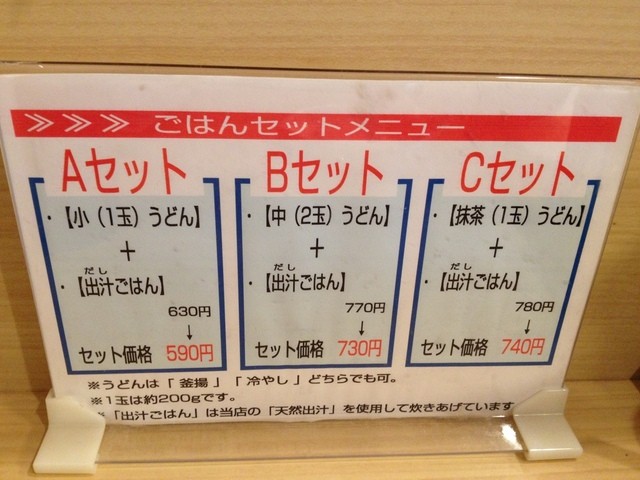 >>> ごはんセットメニュー
Aセット
・【小（1玉）うどん】
＋
だし
・【出汁ごはん】
630円
↓
セット価格 590円
Bセット
・【中（2玉）うどん】
＋
だし
・【出汁ごはん】
770円
↓
セット価格 730円
Cセット
・【抹茶（1玉）うどん】
＋
だし
・【出汁ごはん】
780円
↓
セット価格 740円
※うどんは「釜揚」「冷やし」どちらでも可。
※1玉は約200gです。
※「出汁ごはん」は当店の「天然出汁」を使用して炊きあげています